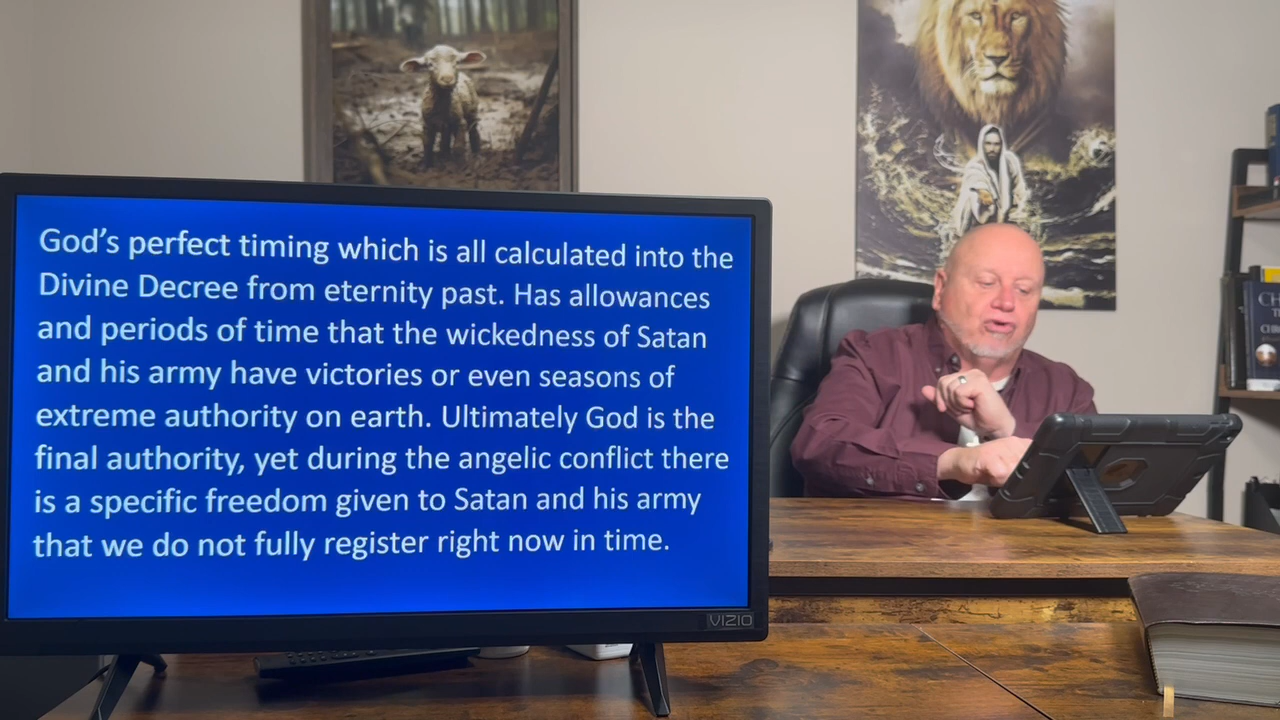 God's perfect timing which is all calculated into the
Divine Decree from eternity past. Has allowances
and periods of time that the wickedness of Satan
and his army have victories or even seasons of
extreme authority on earth. Ultimately God is the
final authority, yet during the angelic conflict there
is a specific freedom given to Satan and his army
that we do not fully register right now in time.
VIZIO